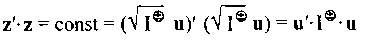 z′· z = const = (√I⊕ u)′ (√I⊕ u) = u′·I⊕· u